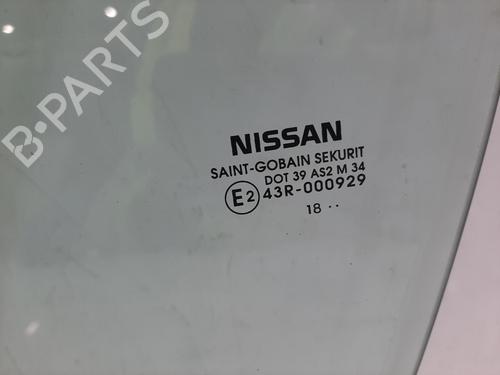 B-PARTS
NISSAN
SAINT-GOBAIN SEKURIT
DOT 39 AS2 M 34
E2 43R-000929
18 ..